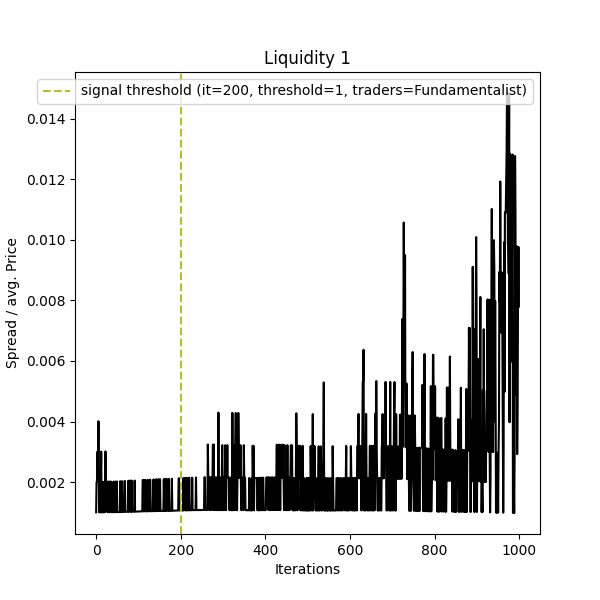 Liquidity 1
signal threshold (it=200, threshold=1, traders=Fundamentalist)
0.014
0.012
0.010
0.008
0.006
0.004
0.002
Spread / avg. Price
0 200 400 600 800 1000
Iterations